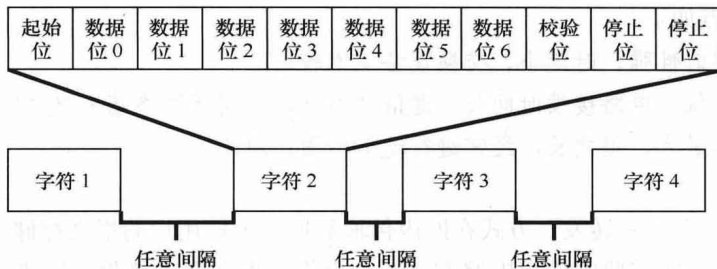 起始位 数据位0 数据位1 数据位2 数据位3 数据位4 数据位5 数据位6 校验位 停止位 停止位
字符1 字符2 字符3 字符4
任意间隔 任意间隔 任意间隔